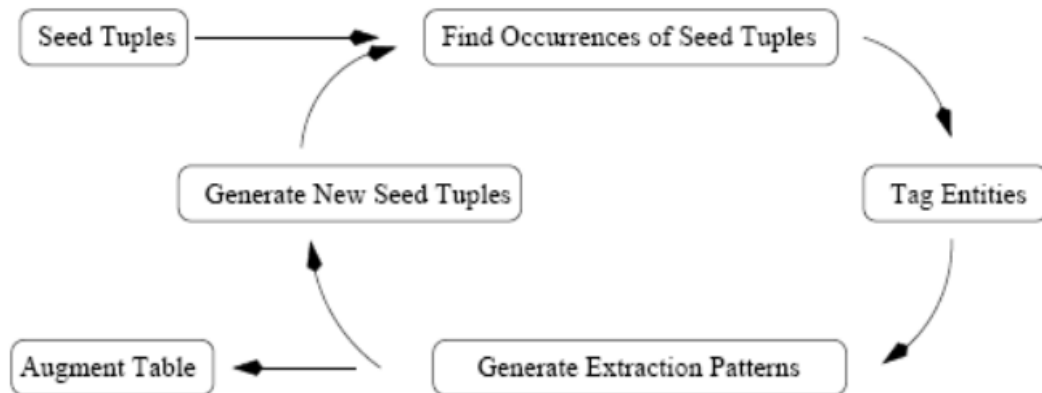 Seed Tuples
Find Occurrences of Seed Tuples
Generate New Seed Tuples
Tag Entities
Augment Table
Generate Extraction Patterns